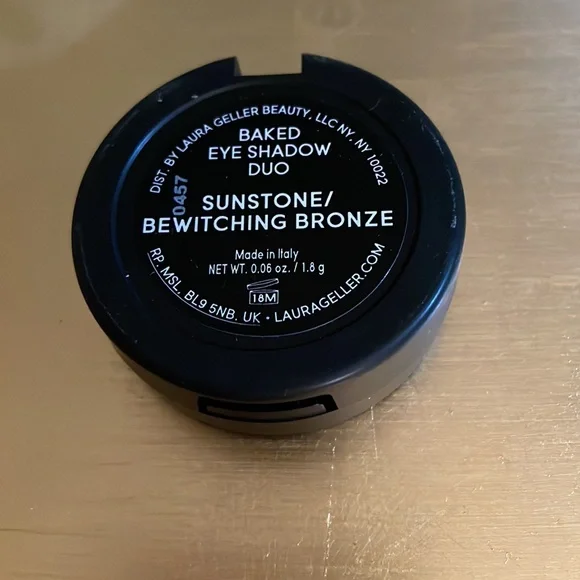 DIST. BY LAURA GELLER BEAUTY, LLC NY, NY 10022
BAKED
EYE SHADOW
DUO
0457
SUNSTONE/
BEWITCHING BRONZE
Made in Italy
NET WT. 0.06 oz. / 1.8 g
18M
RP. MSL. BL9 5NB. UK • LAURAGELLER.COM